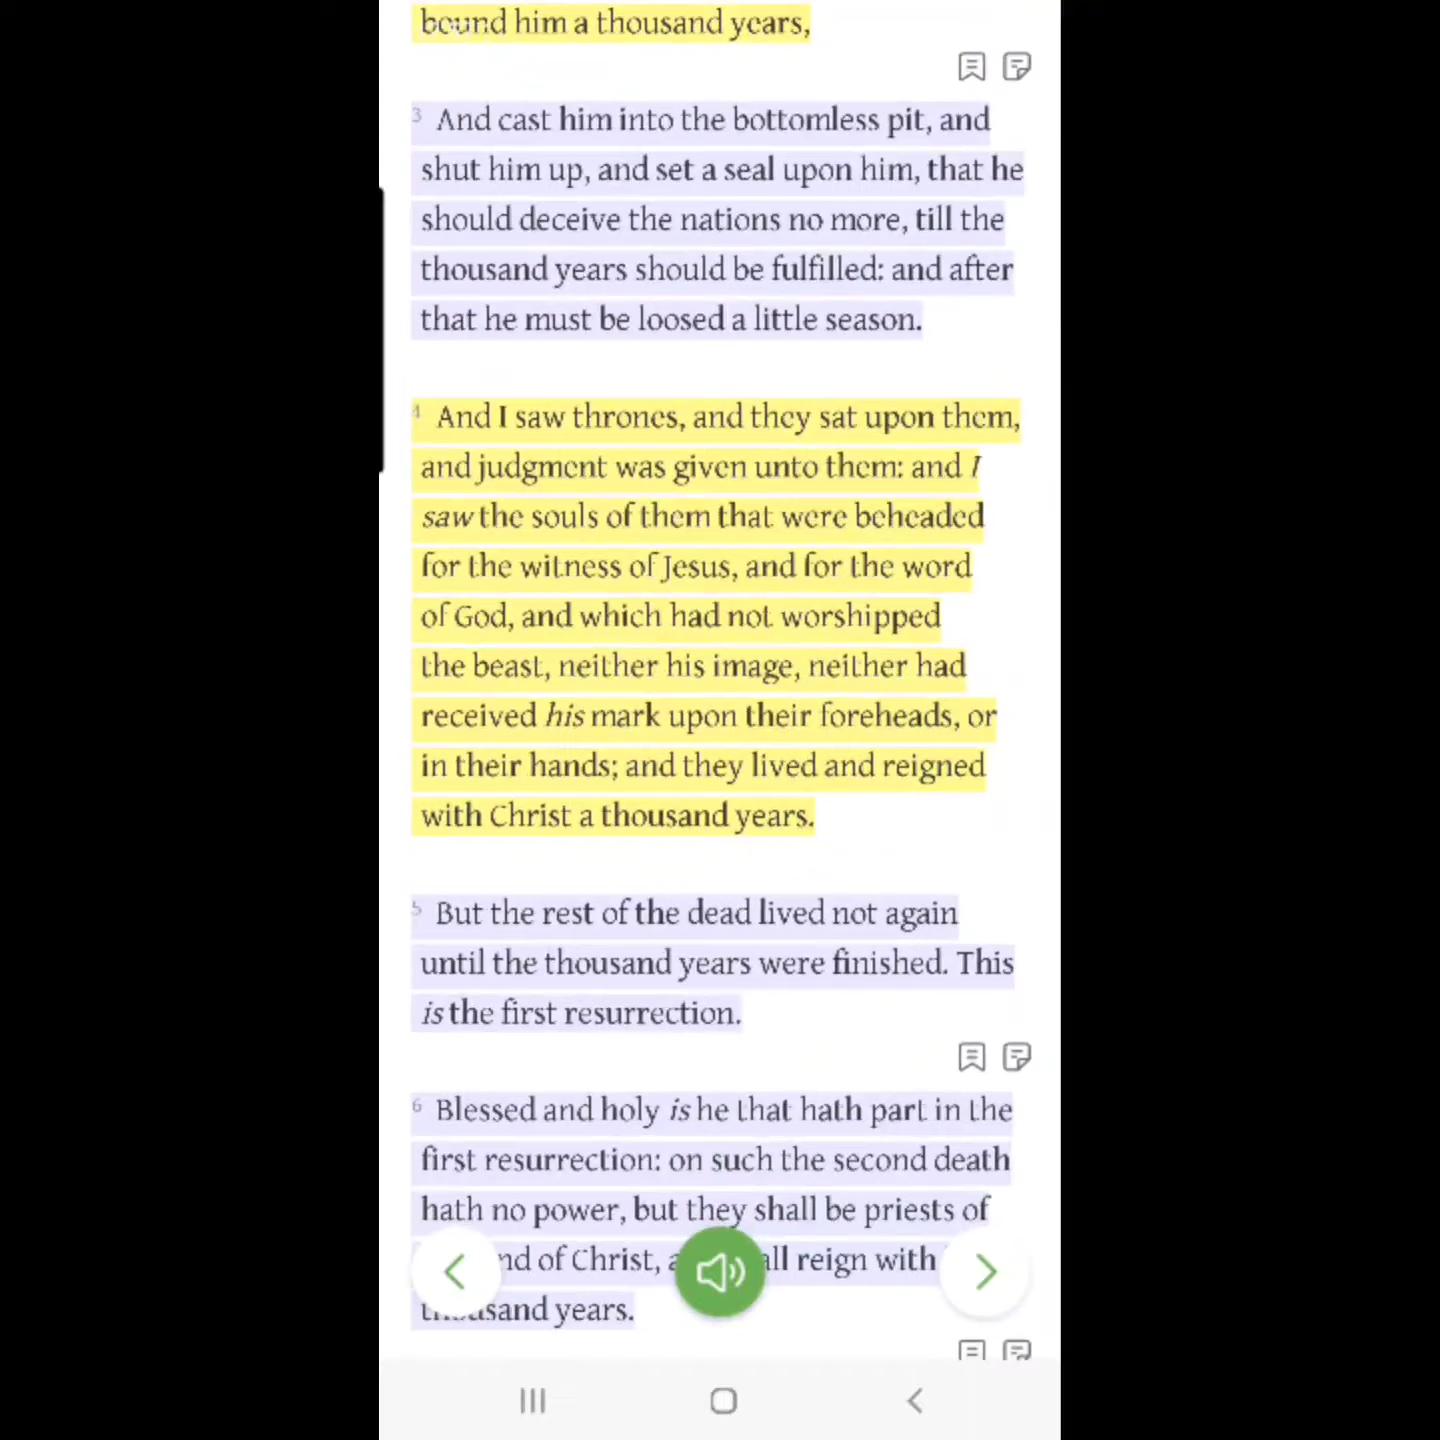 bound him a thousand years,
3 And cast him into the bottomless pit, and
shut him up, and set a seal upon him, that he
should deceive the nations no more, till the
thousand years should be fulfilled: and after
that he must be loosed a little season.
4 And I saw thrones, and they sat upon them,
and judgment was given unto them: and I
saw the souls of them that were beheaded
for the witness of Jesus, and for the word
of God, and which had not worshipped
the beast, neither his image, neither had
received his mark upon their foreheads, or
in their hands; and they lived and reigned
with Christ a thousand years.
5 But the rest of the dead lived not again
until the thousand years were finished. This
is the first resurrection.
6 Blessed and holy is he that hath part in the
first resurrection: on such the second death
hath no power, but they shall be priests of
of Christ, reign with
years.